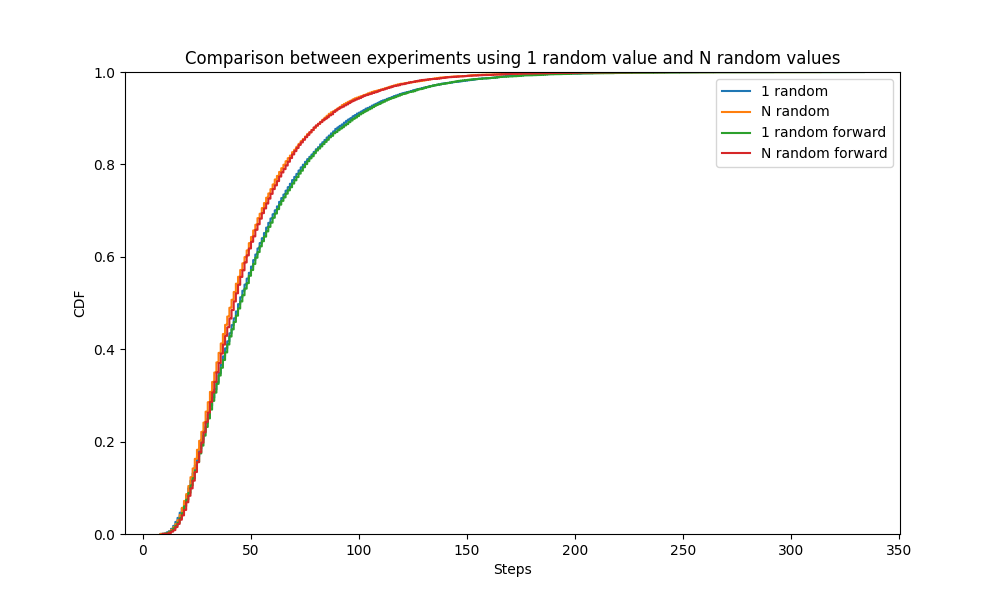 Comparison between experiments using 1 random value and N random values
1.0
0.8
0.6
0.4
0.2
0.0
CDF
1 random
N random
1 random forward
N random forward
0 50 100 150 200 250 300 350
Steps